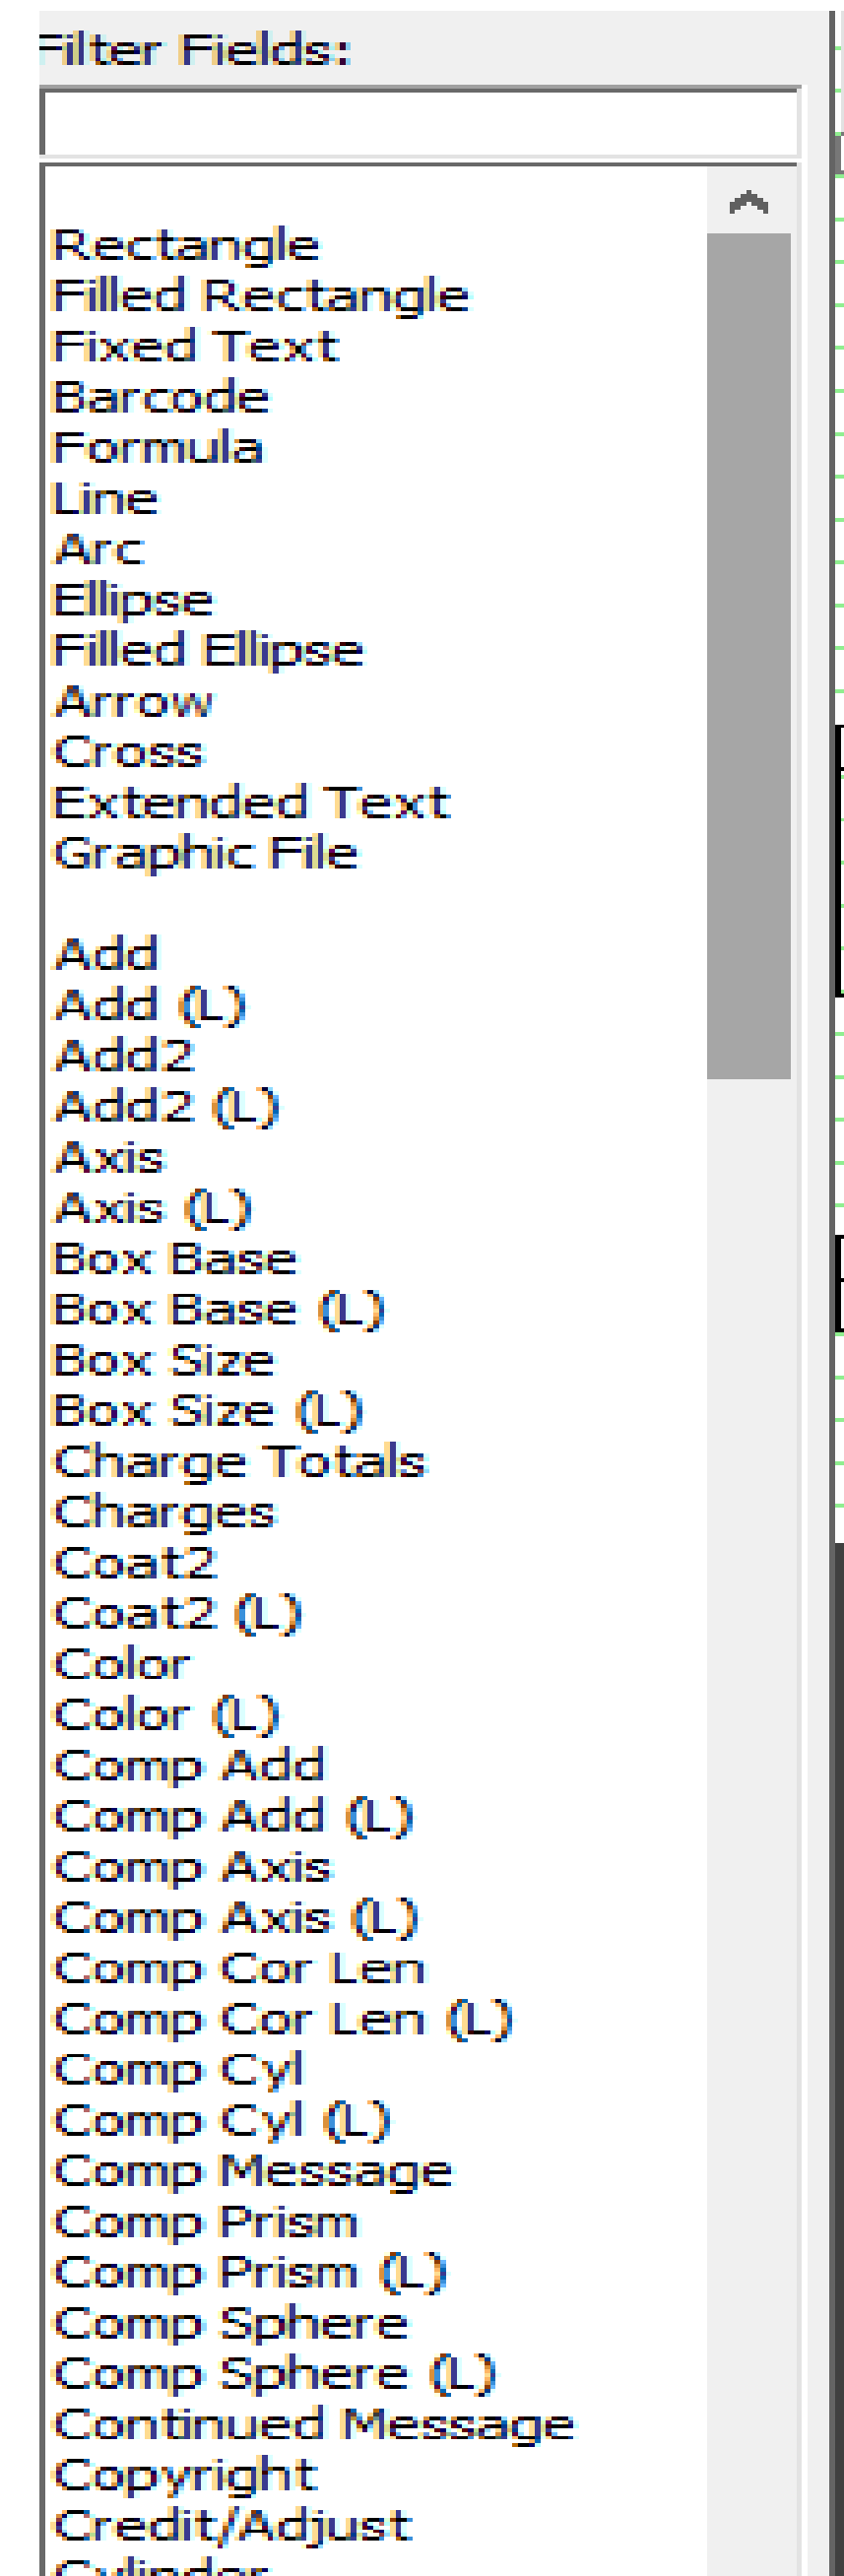 Filter Fields:
Rectangle
Filled Rectangle
Fixed Text
Barcode
Formula
Line
Arc
Ellipse
Filled Ellipse
Arrow
Cross
Extended Text
Graphic File
Add
Add (L)
Add2
Add2 (L)
Axis
Axis (L)
Box Base
Box Base (L)
Box Size
Box Size (L)
Charge Totals
Charges
Coat2
Coat2 (L)
Color
Color (L)
Comp Add
Comp Add (L)
Comp Axis
Comp Axis (L)
Comp Cor Len
Comp Cor Len (L)
Comp Cyl
Comp Cyl (L)
Comp Message
Comp Prism
Comp Prism (L)
Comp Sphere
Comp Sphere (L)
Continued Message
Copyright
Credit/Adjust
Cylinder